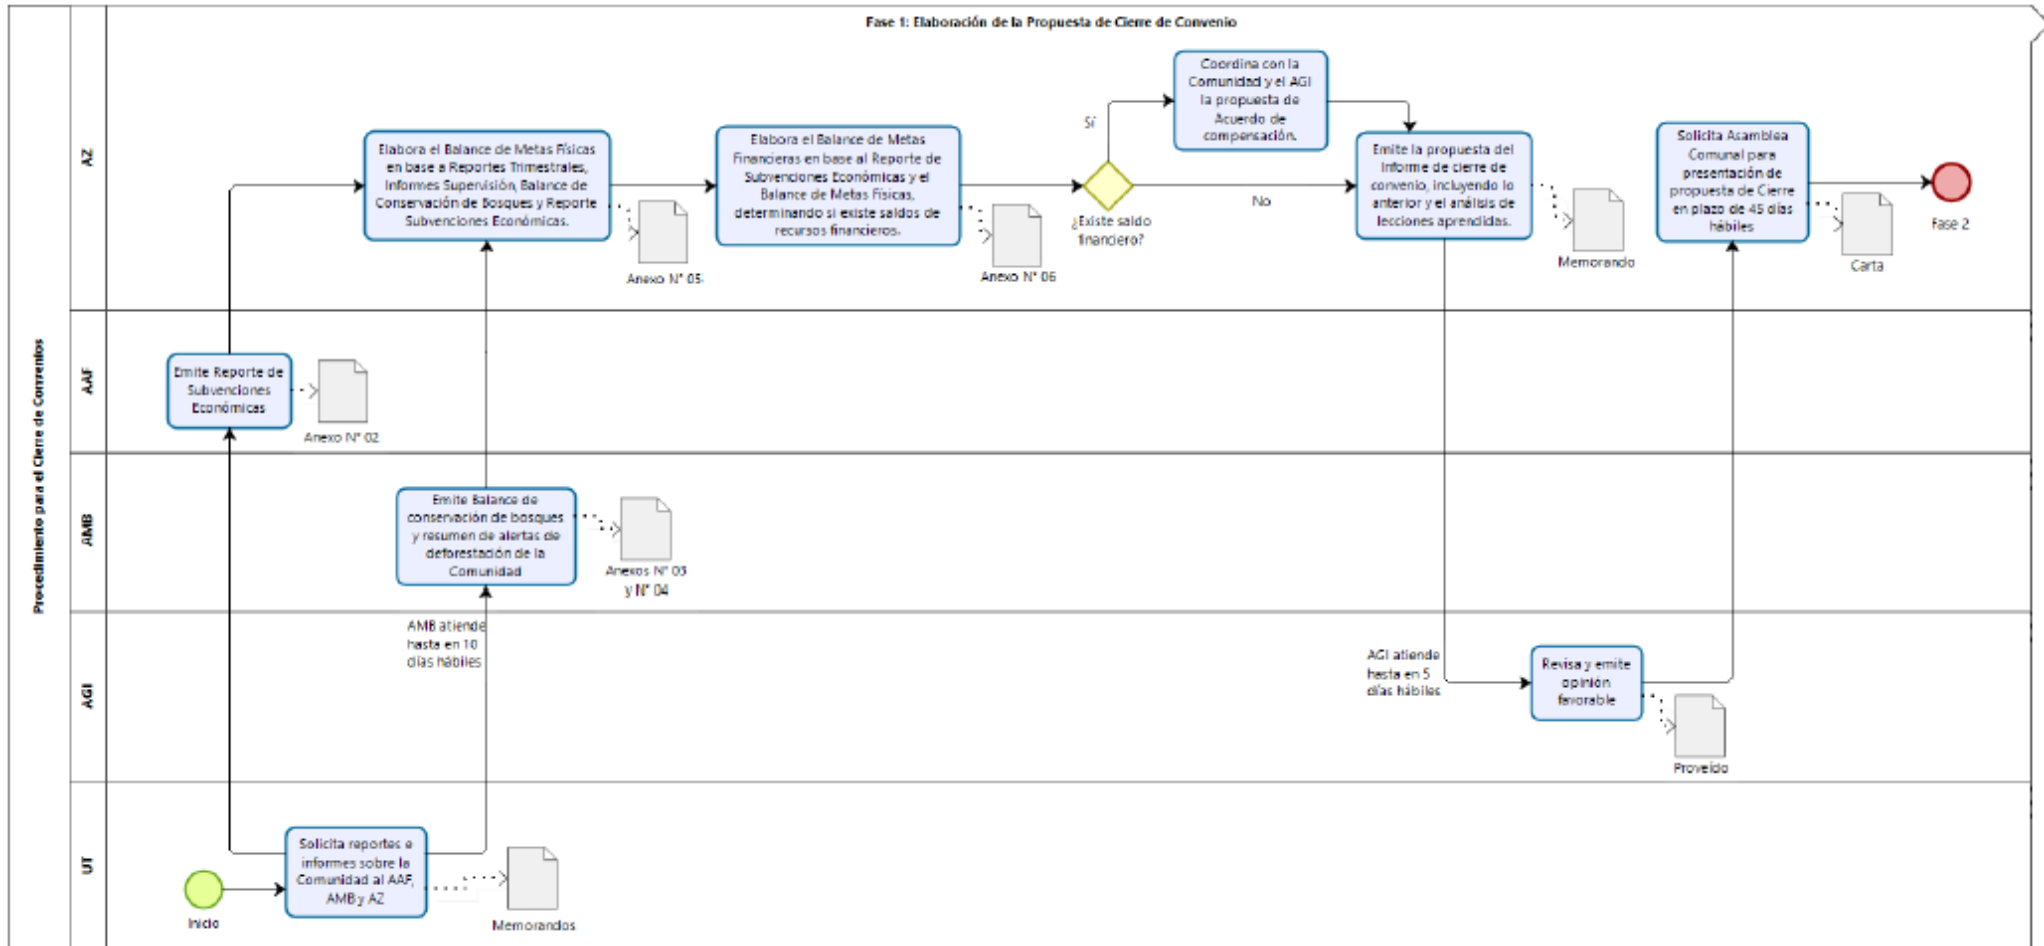 Fase 1: Elaboración de la Propuesta de Cierre de Convenio
Procedimiento para el Cierre de Convenios
AZ
Elabora el Balance de Metas Físicas
en base a Reportes Trimestrales,
Informes Supervisión, Balance de
Conservación de Bosques y Reporte
Subvenciones Económicas.
Anexo N° 05
Elabora el Balance de Metas
Financieras en base al Reporte de
Subvenciones Económicas y el
Balance de Metas Físicas,
determinando si existe saldos de
recursos financieros.
Anexo N° 06
¿Existe saldo
financiero?
Sí
No
Coordina con la
Comunidad y el AGI
la propuesta de
Acuerdo de
compensación.
Emite la propuesta del
Informe de cierre de
convenio, incluyendo lo
anterior y el análisis de
lecciones aprendidas.
Memorando
Solicita Asamblea
Comunal para
presentación de
propuesta de Cierre
en plazo de 45 días
hábiles
Carta
Fase 2
AAF
Emite Reporte de
Subvenciones
Económicas
Anexo N° 02
AMB
Emite Balance de
conservación de bosques
y resumen de alertas de
deforestación de la
Comunidad
Anexos N° 03
y N° 04
AGI
AMB atiende
hasta en 10
días hábiles
AGI atiende
hasta en 5
días hábiles
Revisa y emite
opinión
favorable
Proveído
UT
Inicio
Solicita reportes e
informes sobre la
Comunidad al AAF,
AMB y AZ
Memorandos